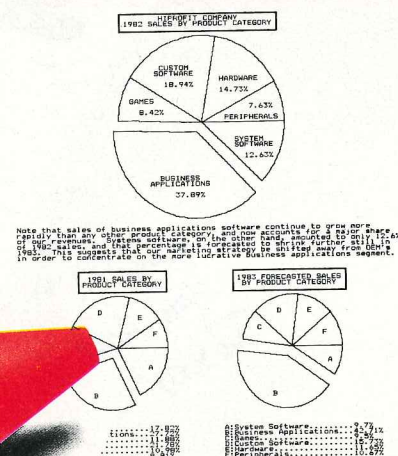 HIPROFIT COMPANY
1982 SALES BY PRODUCT CATEGORY
CUSTOM
SOFTWARE
18.94%
HARDWARE
14.73%
GAMES
8.42%
7.63%
PERIPHERALS
SYSTEM
SOFTWARE
12.63%
BUSINESS
APPLICATIONS
37.89%
Note that sales of business applications software continue to grow more
rapidly than any other product category, and now accounts for a major share
of our revenues. Systems software, on the other hand, amounted to only 12.6%
of 1982 sales, and that percentage is forecasted to shrink further still in
1983. This suggests that our marketing strategy be shifted away from OEM's
in order to concentrate on the more lucrative Business applications segment.
1981 SALES BY
PRODUCT CATEGORY
D
E
F
A
B
1983 FORECASTED SALES
BY PRODUCT CATEGORY
D
E
C
F
A
B
tions
A:System Software 9.7%
B:Business Applications 42.71%
C:Games
D:Custom Software
E:Hardware